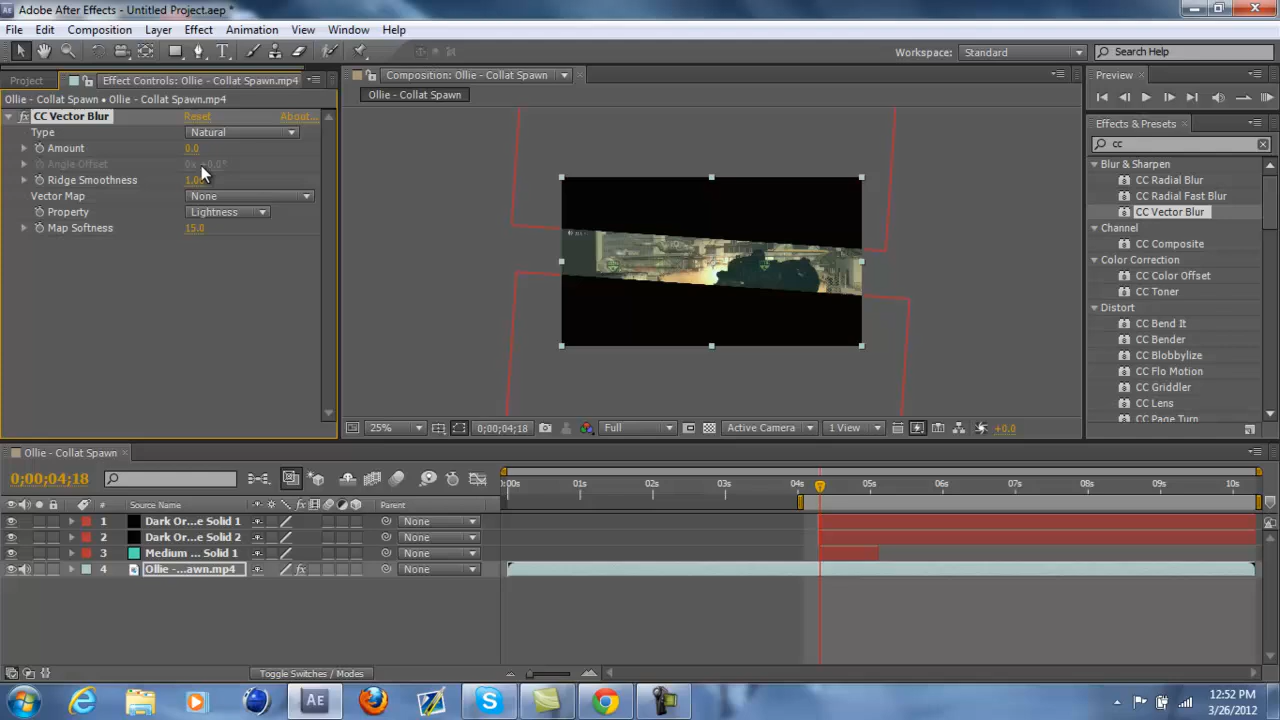 Adobe After Effects - Untitled Project.aep *
File Edit Composition Layer Effect Animation View Window Help
Workspace: Standard Search Help
Project Effect Controls: Ollie - Collat Spawn.mp4 Composition: Ollie - Collat Spawn Preview
Ollie - Collat Spawn • Ollie - Collat Spawn.mp4
Ollie - Collat Spawn
fx CC Vector Blur Reset About...
Type Natural
Amount 0.0
Angle Offset 0x +0.0°
Ridge Smoothness
Vector Map None
Property Lightness
Map Softness 15.0
Effects & Presets
cc
Blur & Sharpen
CC Radial Blur
CC Radial Fast Blur
CC Vector Blur
Channel
CC Composite
Color Correction
CC Color Offset
CC Toner
Distort
CC Bend It
CC Bender
CC Blobbylize
CC Flo Motion
CC Griddler
CC Lens
CC Page Turn
25% 0;00;04;18 Full Active Camera 1 View +0.0
Ollie - Collat Spawn
0;00;04;18
:00s 01s 02s 03s 04s 05s 06s 07s 08s 09s 10s
# Source Name Parent
1 Dark Or...e Solid 1 None
2 Dark Or...e Solid 2 None
3 Medium ... Solid 1 None
4 Ollie -...awn.mp4 fx None
Toggle Switches / Modes
Ae
12:52 PM
3/26/2012